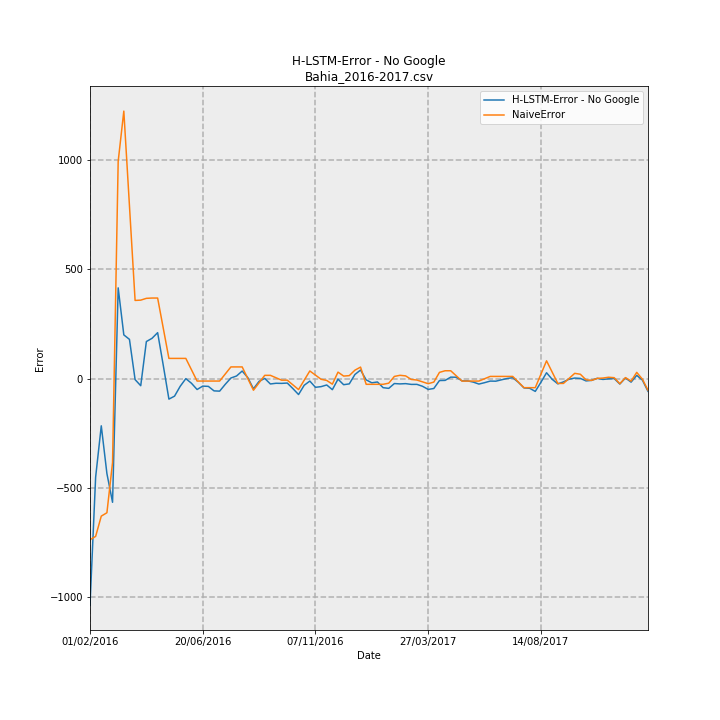 H-LSTM-Error - No Google
Bahia_2016-2017.csv
H-LSTM-Error - No Google
NaiveError
1000
500
0
−500
−1000
Error
01/02/2016 20/06/2016 07/11/2016 27/03/2017 14/08/2017
Date